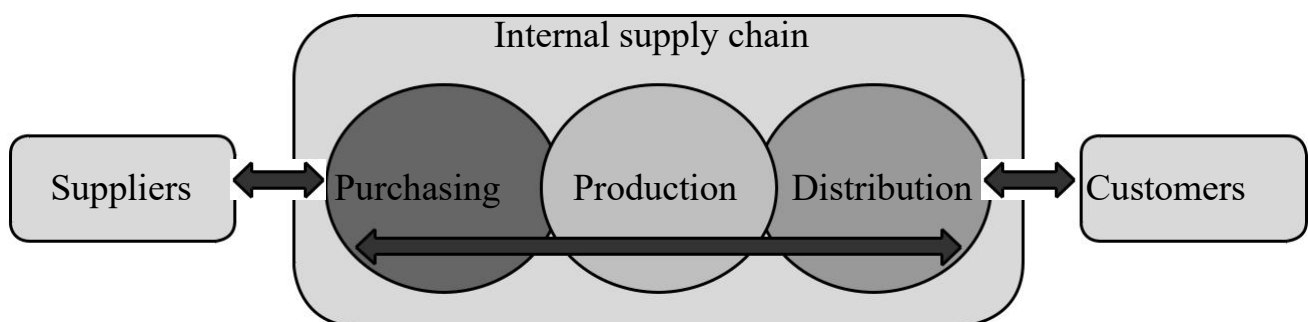 Internal supply chain
Suppliers
Purchasing
Production
Distribution
Customers